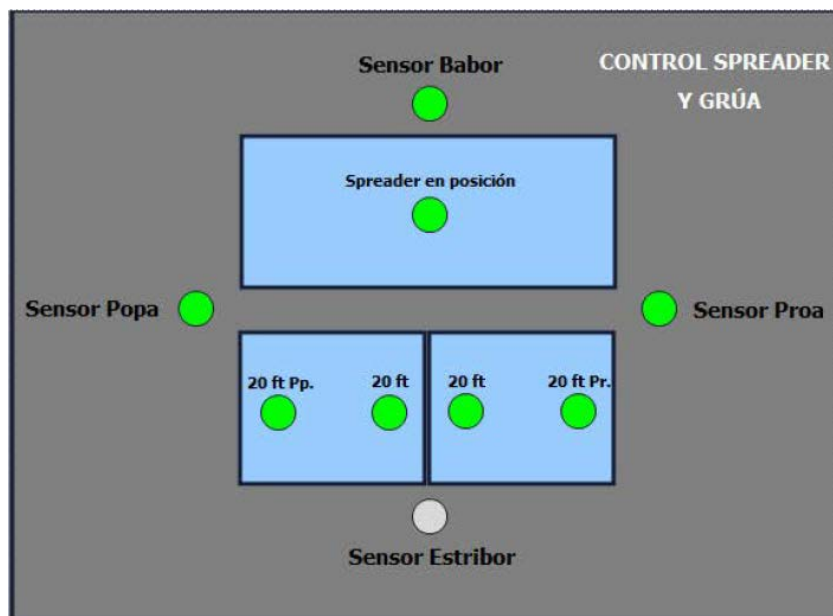 Sensor Babor
CONTROL SPREADER
Y GRÚA
Spreader en posición
Sensor Popa
Sensor Proa
20 ft Pp.
20 ft
20 ft
20 ft Pr.
Sensor Estribor